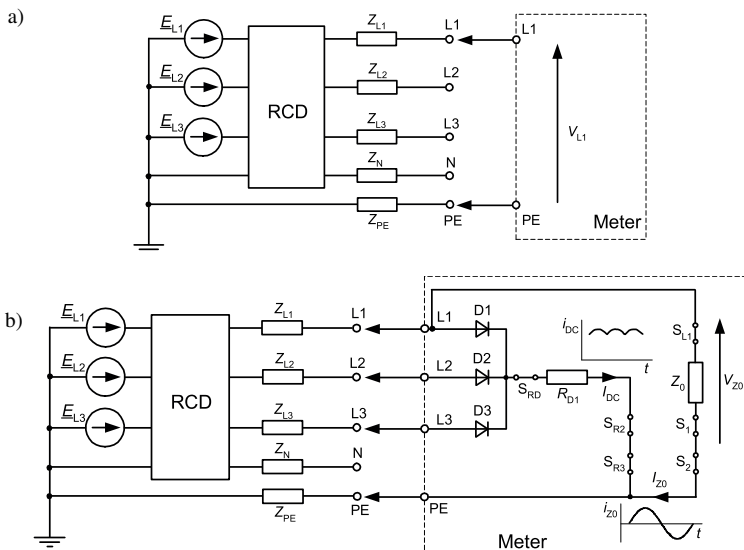 a)
E_L1
Z_L1
L1
L1
E_L2
Z_L2
L2
RCD
E_L3
Z_L3
L3
V_L1
Z_N
N
Z_PE
PE
PE
Meter
b)
E_L1
Z_L1
L1
L1
D1
i_DC
t
S_L1
E_L2
Z_L2
L2
L2
D2
S_RD
R_D1
I_DC
Z_0
V_Z0
RCD
E_L3
Z_L3
L3
L3
D3
S_R2
S_1
Z_N
N
S_R3
S_2
Z_PE
PE
PE
I_Z0
i_Z0
t
Meter